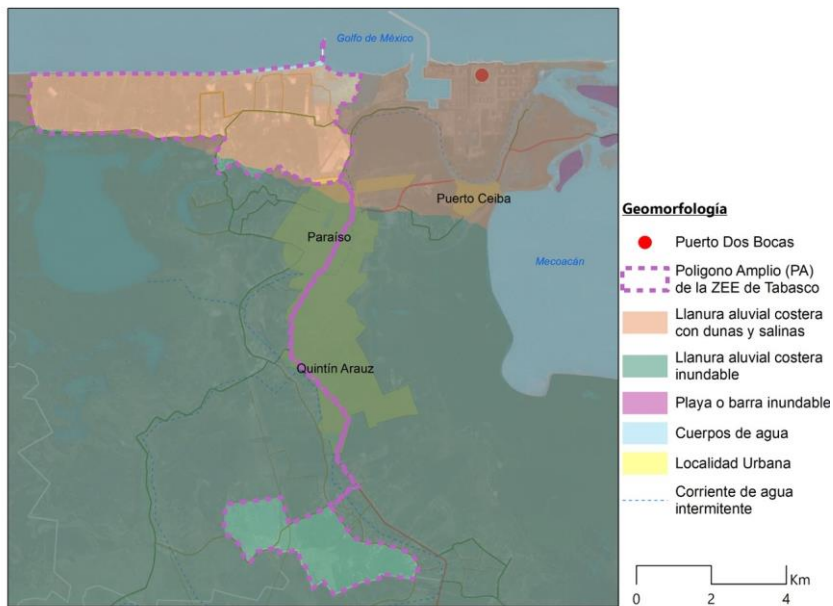 Golfo de México
Puerto Ceiba
Paraíso
Mecoacán
Quintín Arauz
Geomorfología
Puerto Dos Bocas
Poligono Amplio (PA)
de la ZEE de Tabasco
Llanura aluvial costera
con dunas y salinas
Llanura aluvial costera
inundable
Playa o barra inundable
Cuerpos de agua
Localidad Urbana
Corriente de agua
intermitente
Km
0 2 4